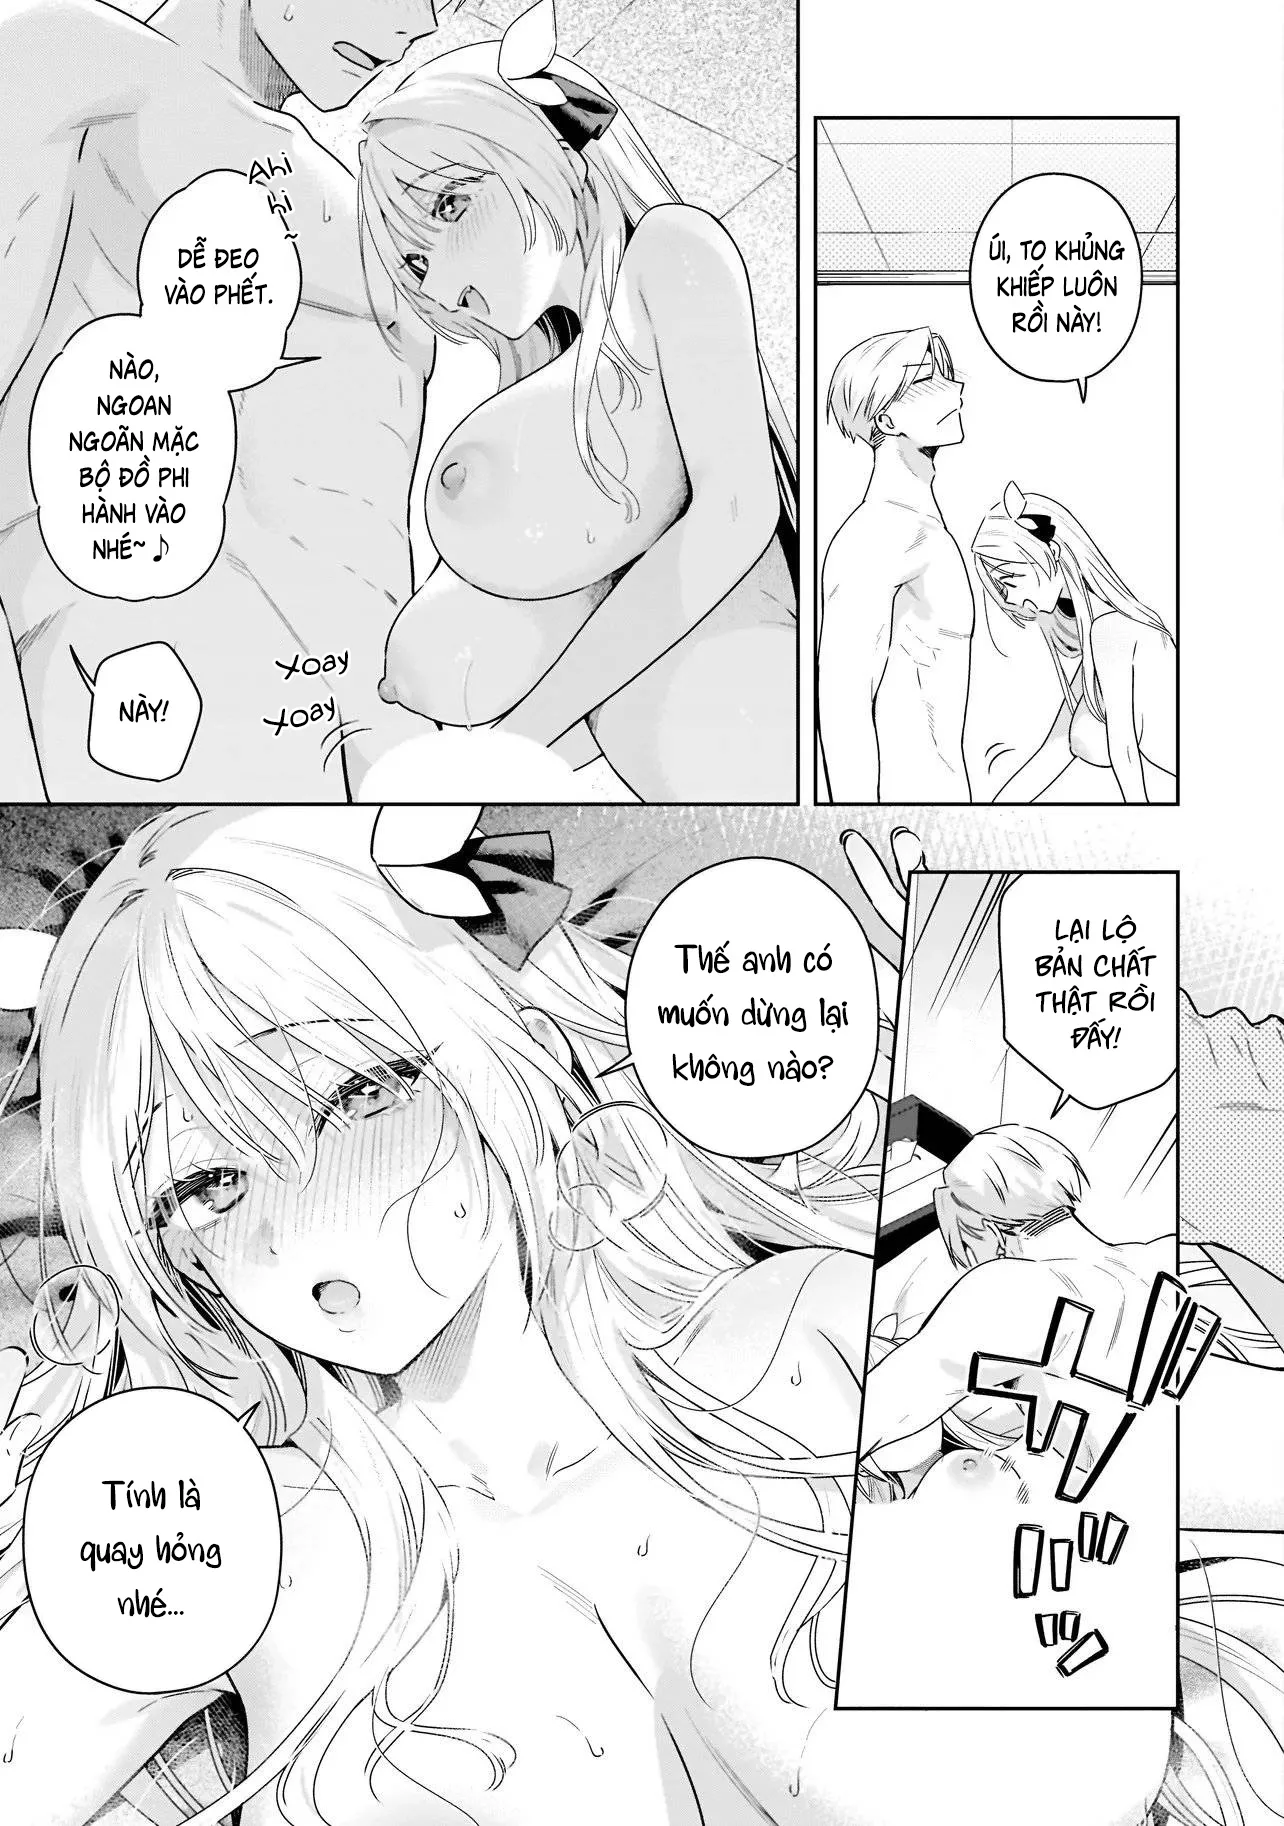 ÚI, TO KHỦNG
KHIẾP LUÔN
RỒI NÀY!
Ahi
hi
~
DỄ ĐEO
VÀO PHẾT.
NÀO,
NGOAN
NGOÃN MẶC
BỘ ĐỒ PHI
HÀNH VÀO
NHÉ~♪
Xoay
Xoay
NÀY!
LẠI LỘ
BẢN CHẤT
THẬT RỒI
ĐẤY!
Thế anh có
muốn dừng lại
không nào?
Tính là
quay hỏng
nhé...